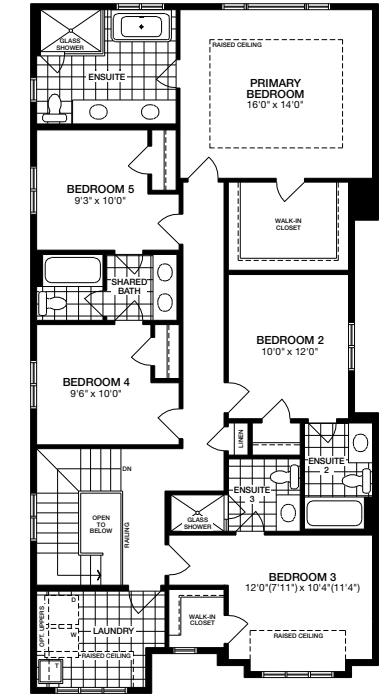 GLASS
SHOWER
RAISED CEILING
ENSUITE
PRIMARY
BEDROOM
16'0" x 14'0"
BEDROOM 5
9'3" x 10'0"
WALK-IN
CLOSET
SHARED
BATH
BEDROOM 2
10'0" x 12'0"
BEDROOM 4
9'6" x 10'0"
LINEN
DN
ENSUITE
2
ENSUITE
3
OPEN
TO
BELOW
RAILING
GLASS
SHOWER
BEDROOM 3
12'0"(7'11") x 10'4"(11'4")
OPT. UPPERS
D
W
T
LAUNDRY
RAISED CEILING
WALK-IN
CLOSET
RAISED CEILING